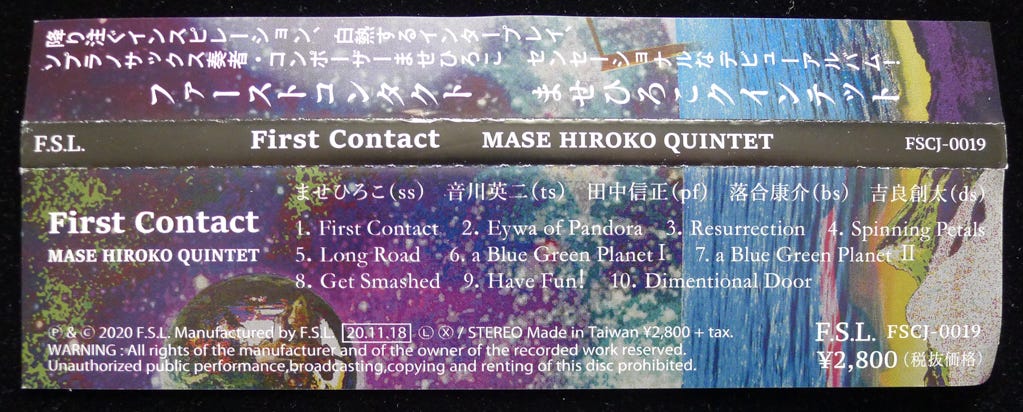 降り注ぐインスピレーション、白熱するインタープレイ、
ソプラノサックス奏者・コンポーザーませひろこ センセーショナルなデビューアルバム!
ファーストコンタクト ませひろこクインテット
F.S.L. First Contact MASE HIROKO QUINTET FSCJ-0019
ませひろこ(ss) 音川英二(ts) 田中信正(pf) 落合康介(bs) 吉良創太(ds)
First Contact
MASE HIROKO QUINTET
1. First Contact 2. Eywa of Pandora 3. Resurrection 4. Spinning Petals
5. Long Road 6. a Blue Green Planet Ⅰ 7. a Blue Green Planet Ⅱ
8. Get Smashed 9. Have Fun! 10. Dimentional Door
Ⓟ & © 2020 F.S.L. Manufactured by F.S.L. 20.11.18 Ⓛ Ⓧ / STEREO Made in Taiwan ¥2,800 + tax.
WARNING : All rights of the manufacturer and of the owner of the recorded work reserved.
Unauthorized public performance,broadcasting,copying and renting of this disc prohibited.
F.S.L. FSCJ-0019
¥2,800 (税抜価格)